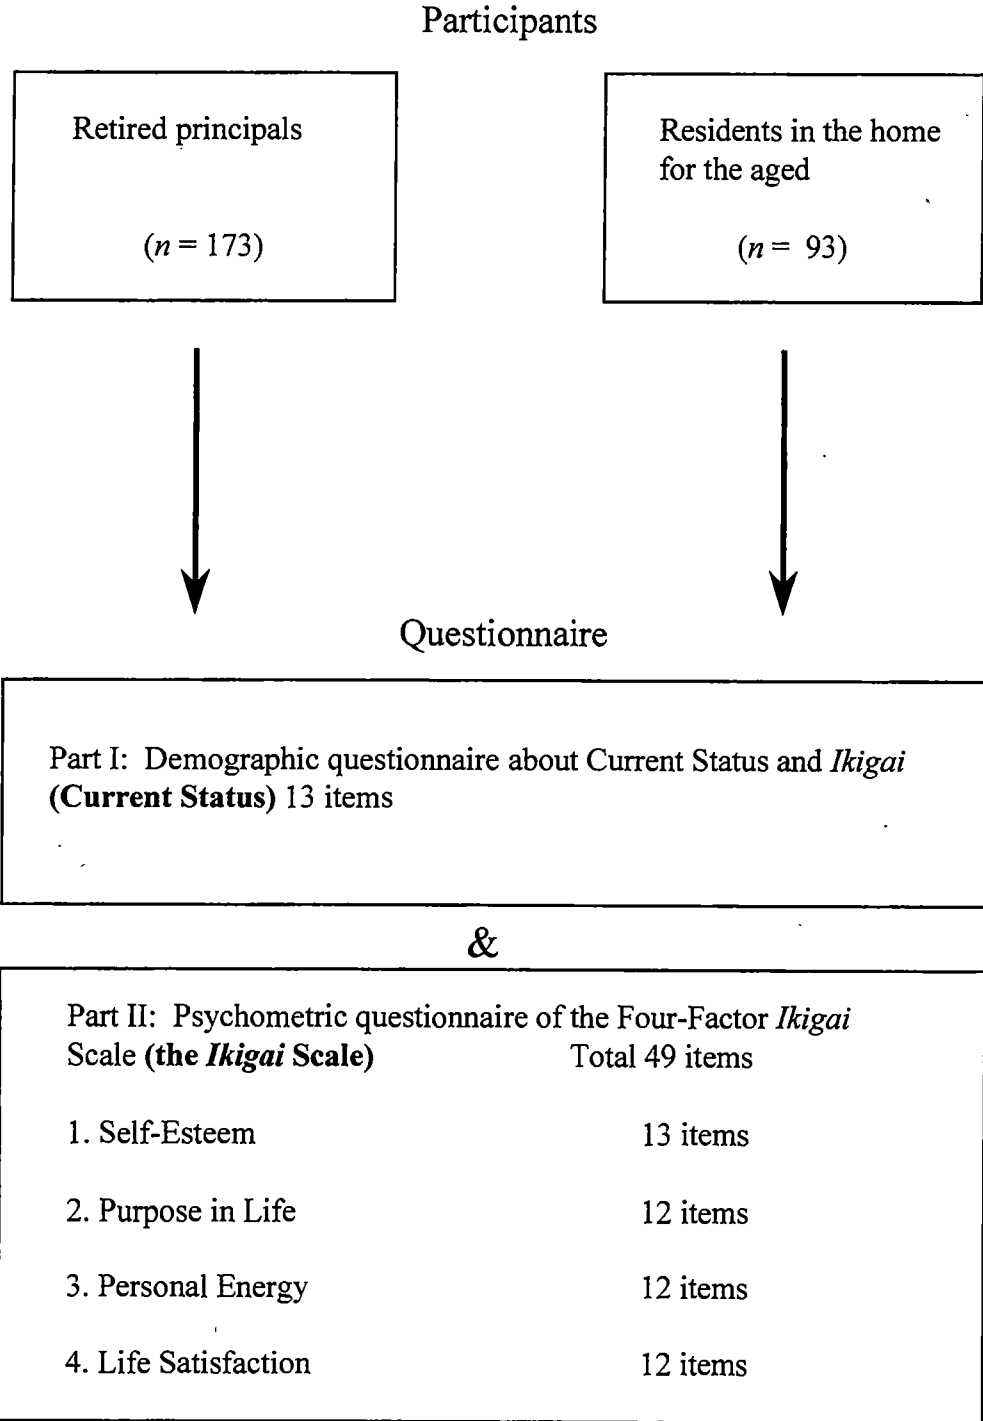 Participants
Retired principals
(n = 173)
Residents in the home
for the aged
(n = 93)
Questionnaire
Part I: Demographic questionnaire about Current Status and Ikigai
(Current Status) 13 items
&
Part II: Psychometric questionnaire of the Four-Factor Ikigai
Scale (the Ikigai Scale) Total 49 items
1. Self-Esteem 13 items
2. Purpose in Life 12 items
3. Personal Energy 12 items
4. Life Satisfaction 12 items